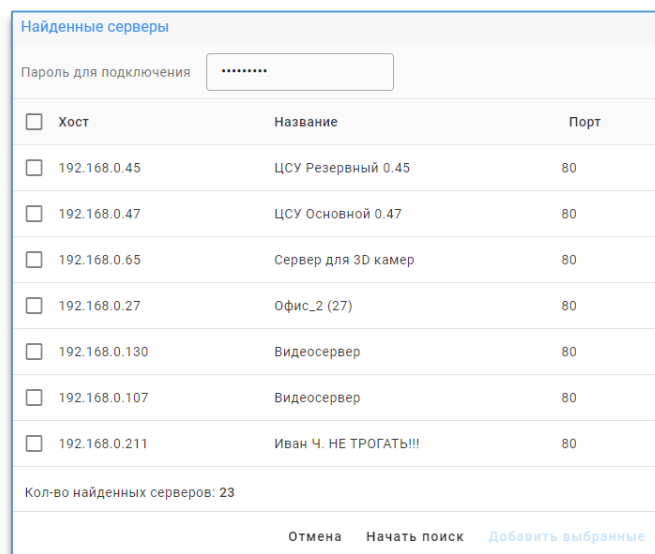 Найденные серверы
Пароль для подключения •••••••••
Хост Название Порт
192.168.0.45 ЦСУ Резервный 0.45 80
192.168.0.47 ЦСУ Основной 0.47 80
192.168.0.65 Сервер для 3D камер 80
192.168.0.27 Офис_2 (27) 80
192.168.0.130 Видеосервер 80
192.168.0.107 Видеосервер 80
192.168.0.211 Иван Ч. НЕ ТРОГАТЬ!!! 80
Кол-во найденных серверов: 23
Отмена Начать поиск Добавить выбранные